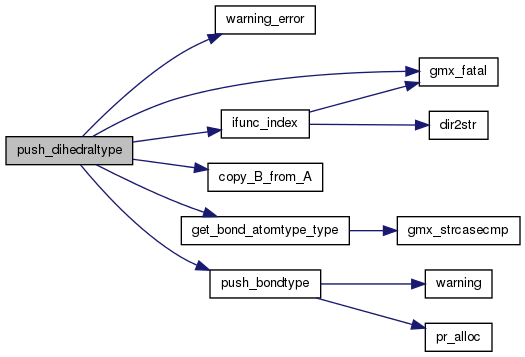 warning_error
gmx_fatal
ifunc_index
dir2str
push_dihedraltype
copy_B_from_A
get_bond_atomtype_type
gmx_strcasecmp
push_bondtype
warning
pr_alloc